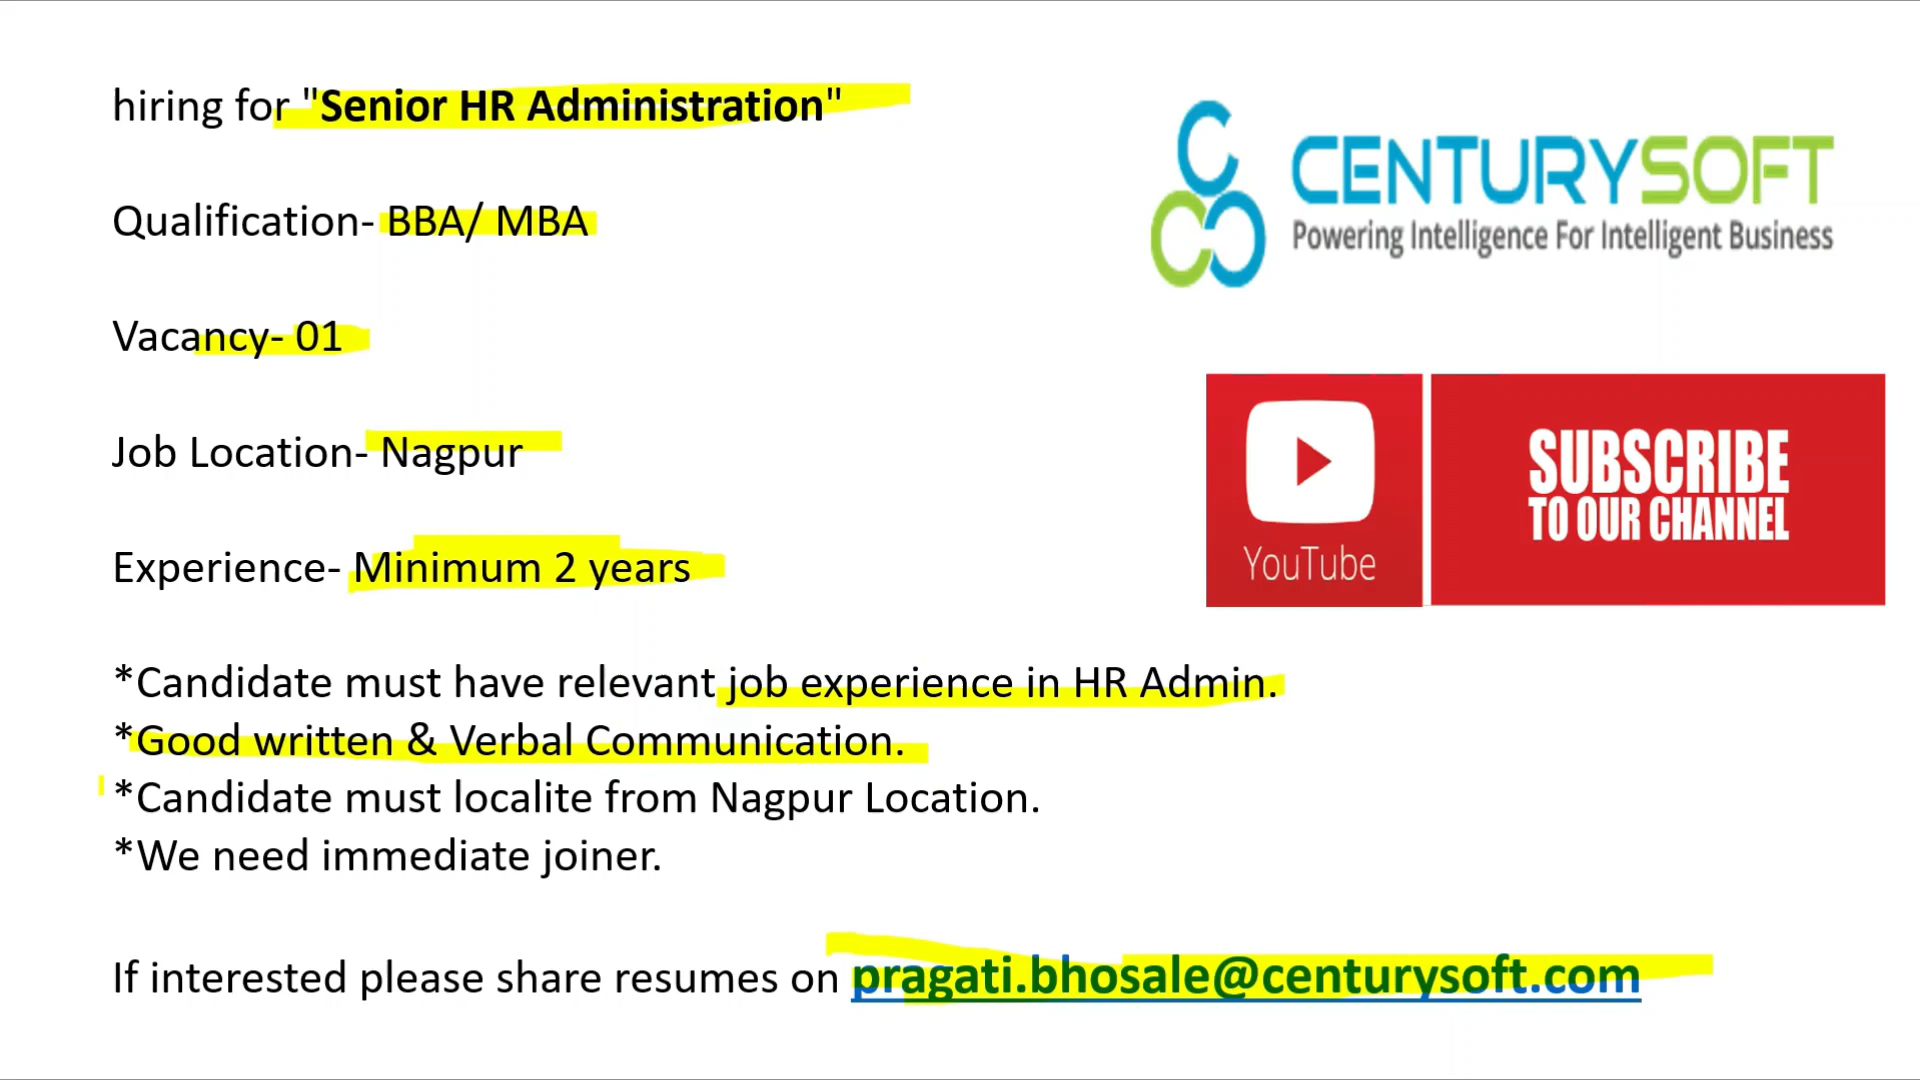 hiring for "Senior HR Administration"
Qualification- BBA/ MBA
Vacancy- 01
Job Location- Nagpur
Experience- Minimum 2 years
*Candidate must have relevant job experience in HR Admin.
*Good written & Verbal Communication.
*Candidate must localite from Nagpur Location.
*We need immediate joiner.
If interested please share resumes on pragati.bhosale@centurysoft.com
CENTURYSOFT
Powering Intelligence For Intelligent Business
YouTube
SUBSCRIBE
TO OUR CHANNEL